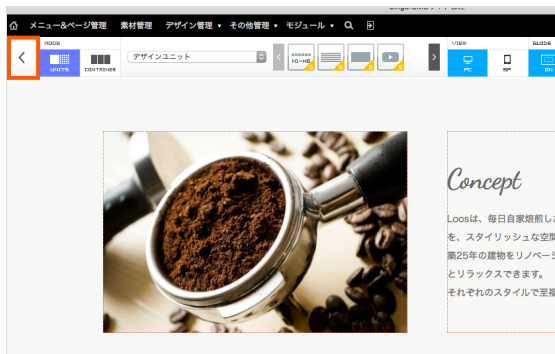 メニュー&ページ管理 素材管理 デザイン管理 ▼ その他管理 ▼ モジュール ▼
MODE
UNITS
CONTAINER
デザインユニット
H1~H6
VIEW
PC
SP
GUIDE
ON
Concept
Loosは、毎日自家焙煎した
を、スタイリッシュな空間
築25年の建物をリノベーシ
とリラックスできます。
それぞれのスタイルで至福